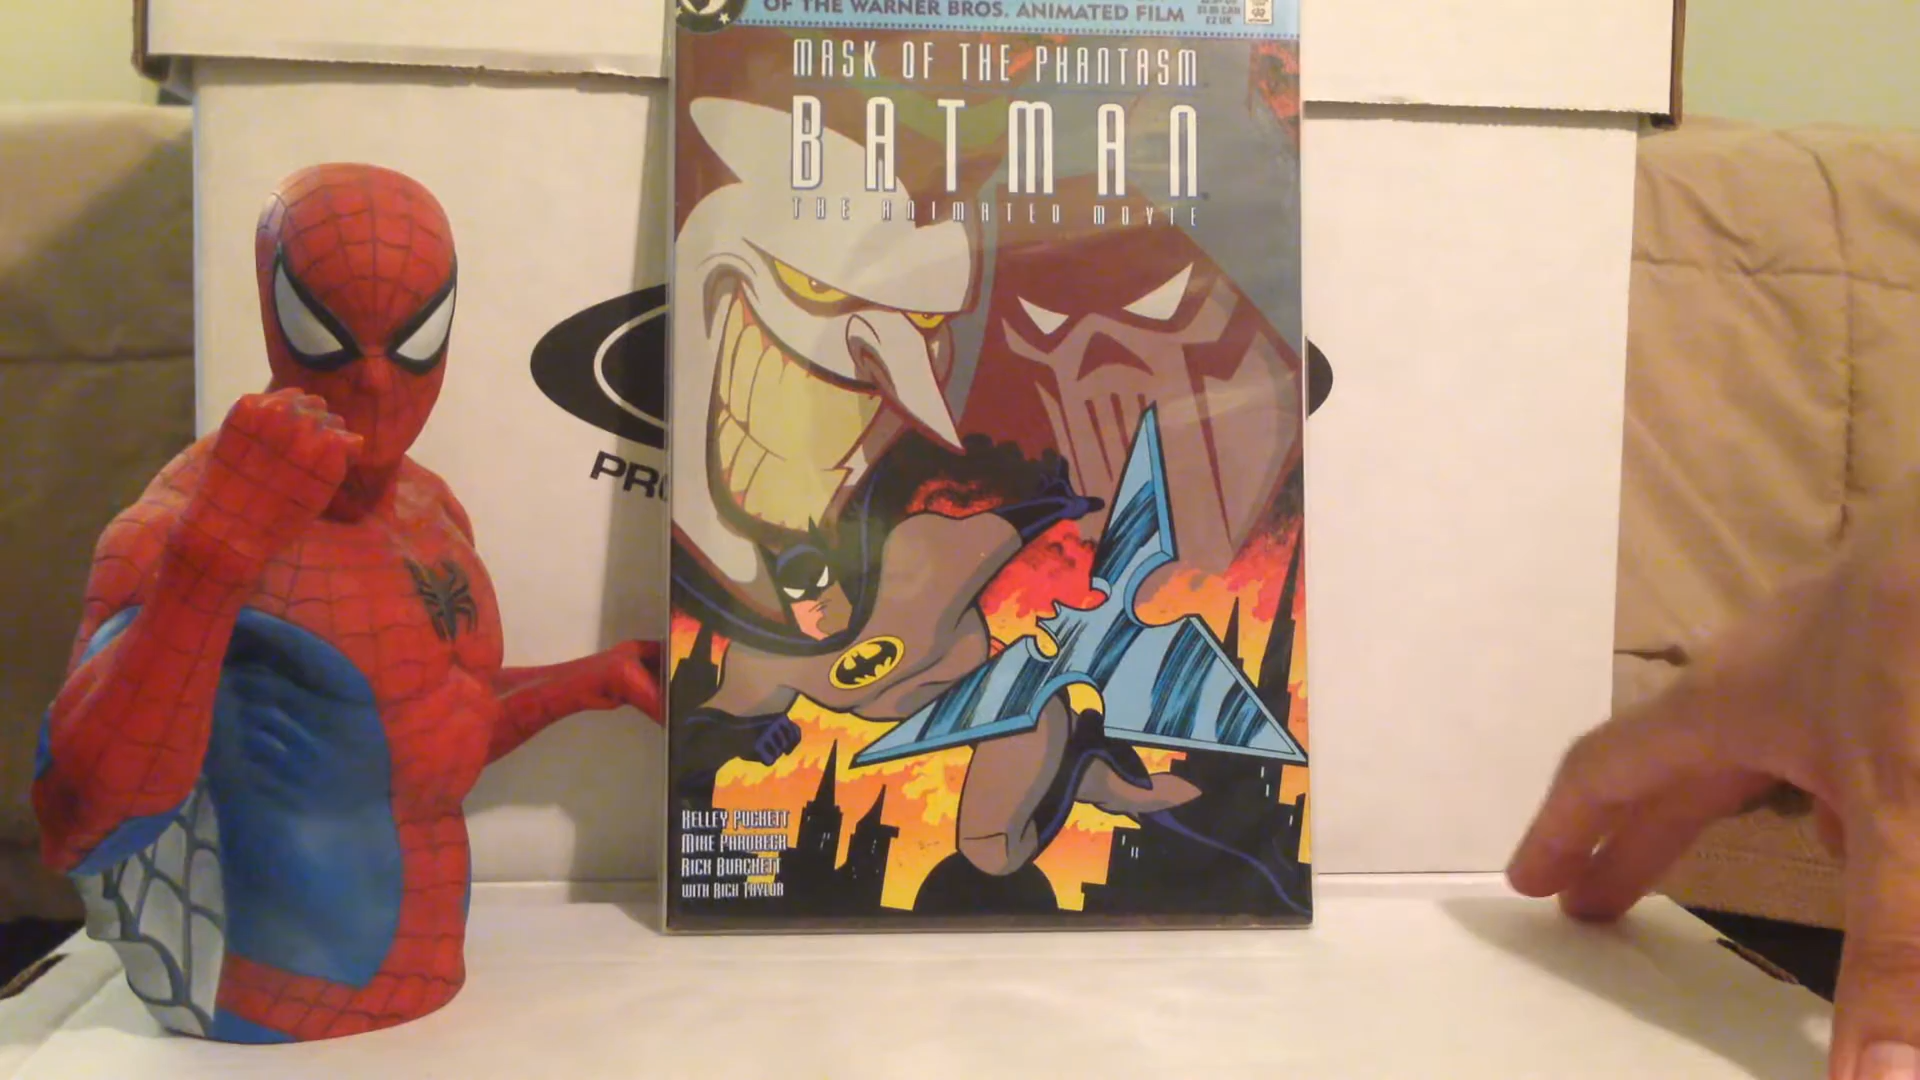 OF THE WARNER BROS. ANIMATED FILM
MASK OF THE PHANTASM
BATMAN
THE ANIMATED MOVIE
PRO
KELLEY PUCKETT
MIKE PAROBECK
RICK BURCHETT
WITH RICK TAYLOR